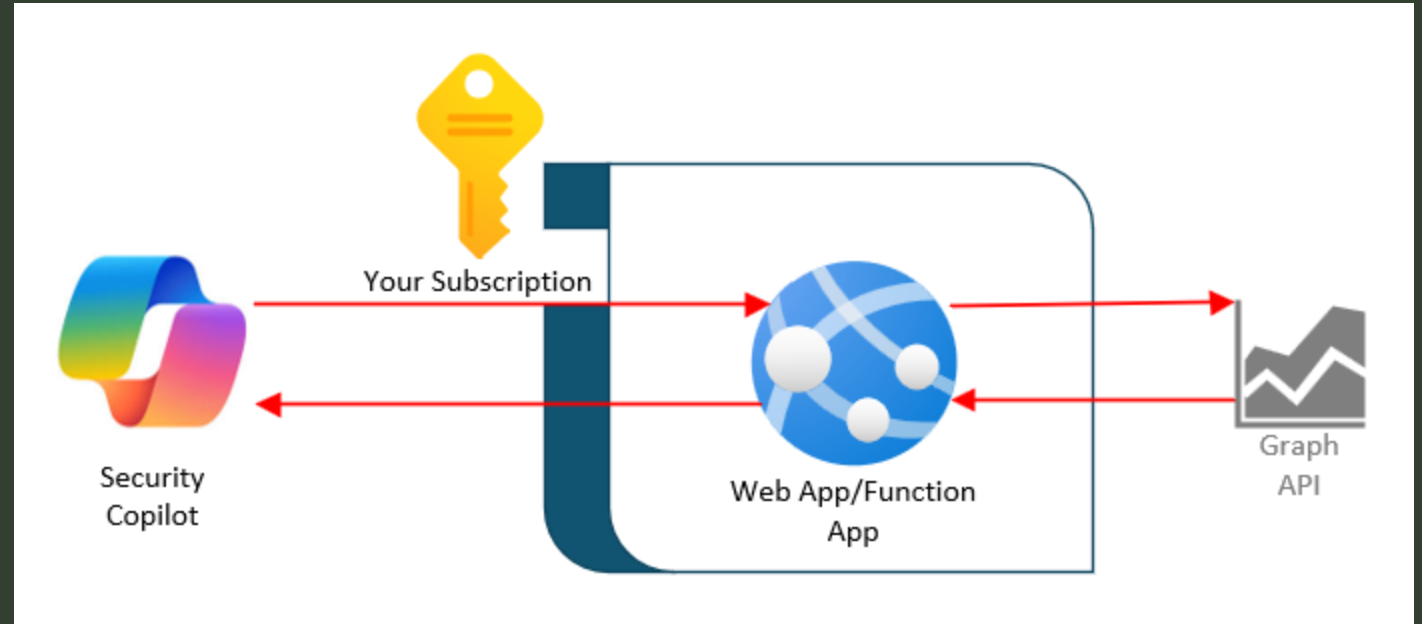 Your Subscription
Security
Copilot
Web App/Function
App
Graph
API